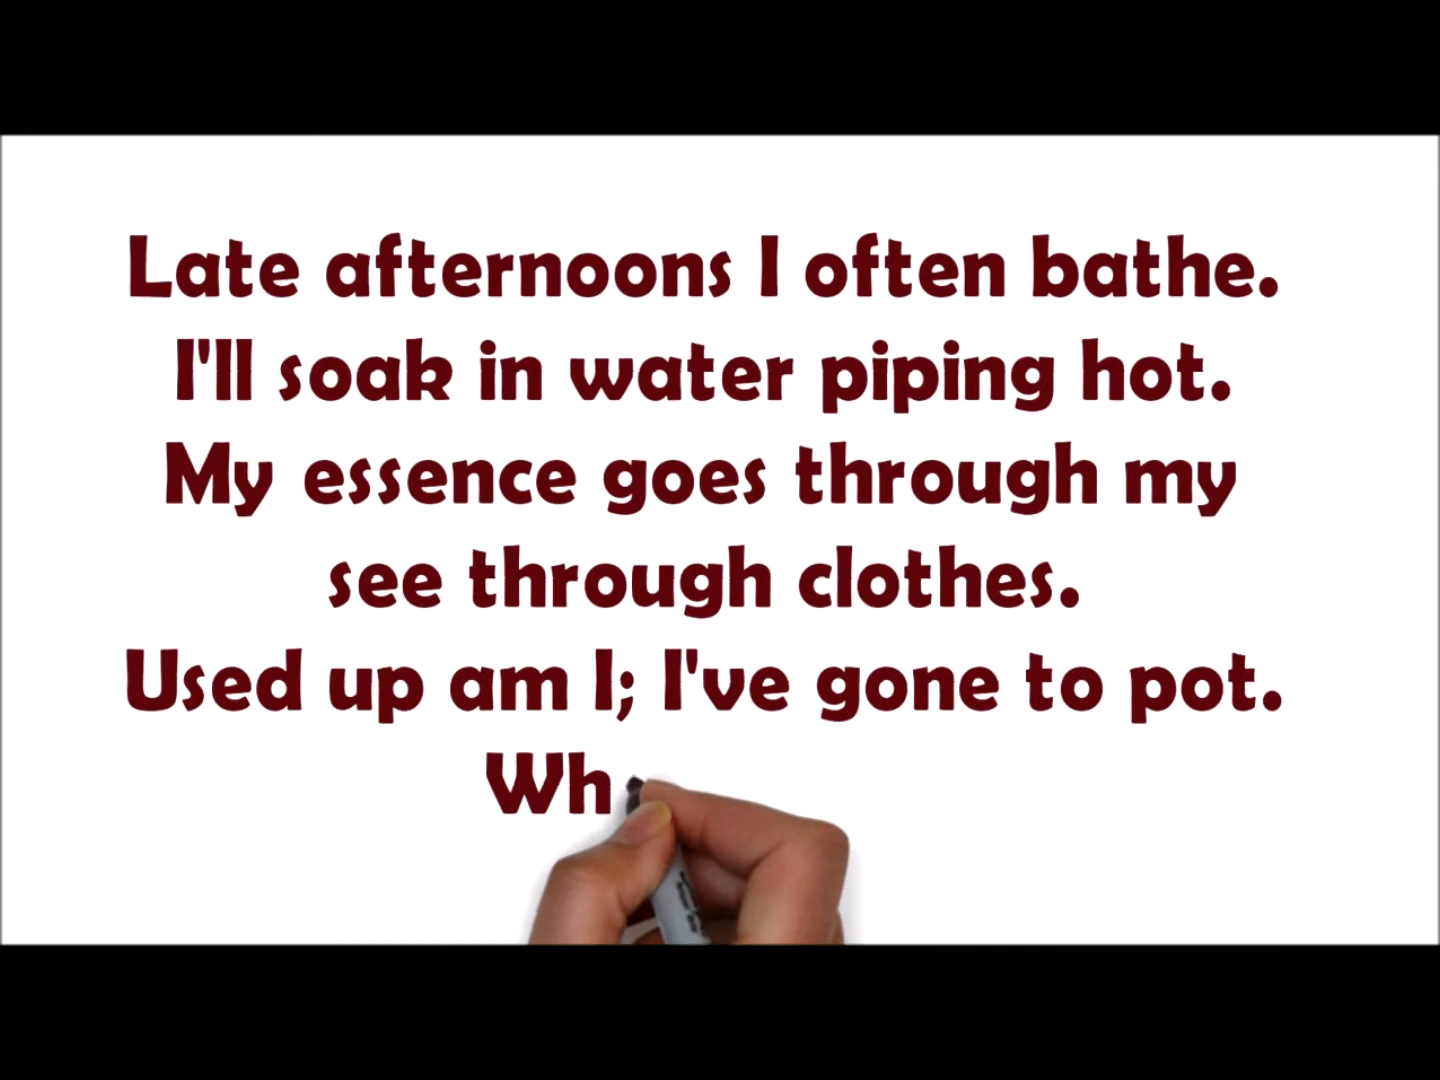 Late afternoons I often bathe.
I'll soak in water piping hot.
My essence goes through my
see through clothes.
Used up am I; I've gone to pot.
Wh